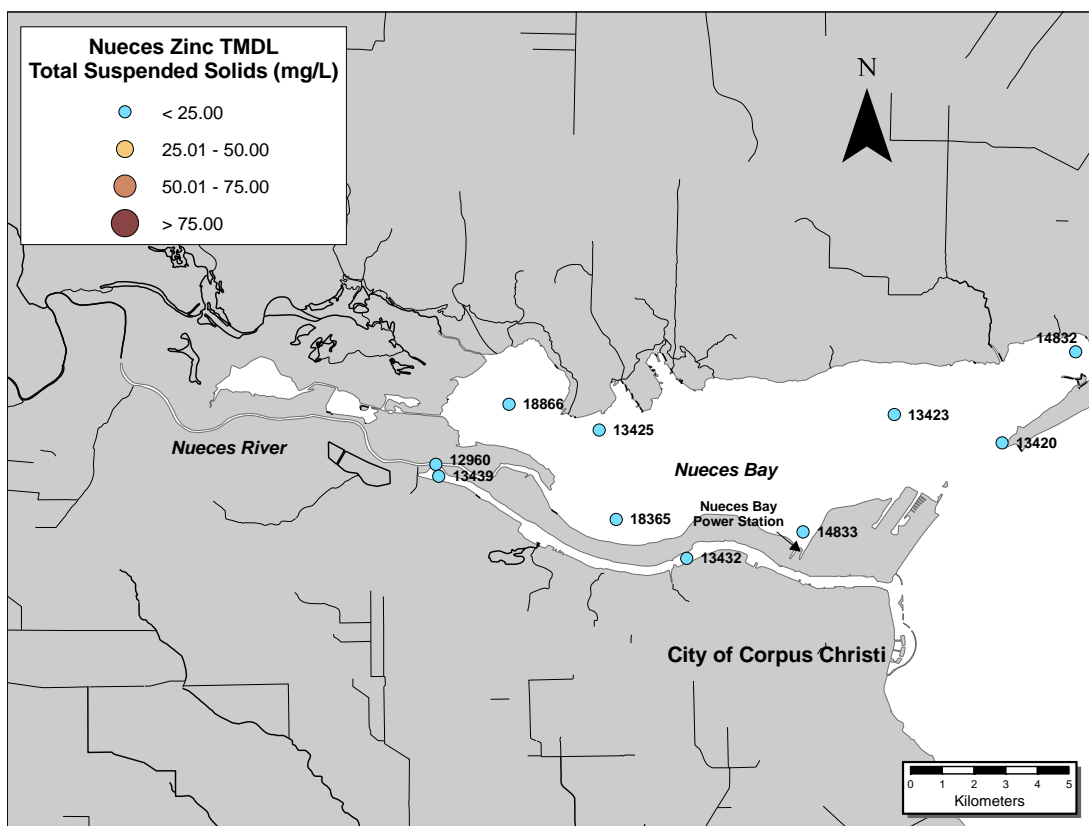 Nueces Zinc TMDL
Total Suspended Solids (mg/L)
< 25.00
25.01 - 50.00
50.01 - 75.00
> 75.00
N
14832
18866
13425
13423
13420
Nueces River
12960
13439
Nueces Bay
18365
Nueces Bay
Power Station
14833
13432
City of Corpus Christi
0 1 2 3 4 5
Kilometers